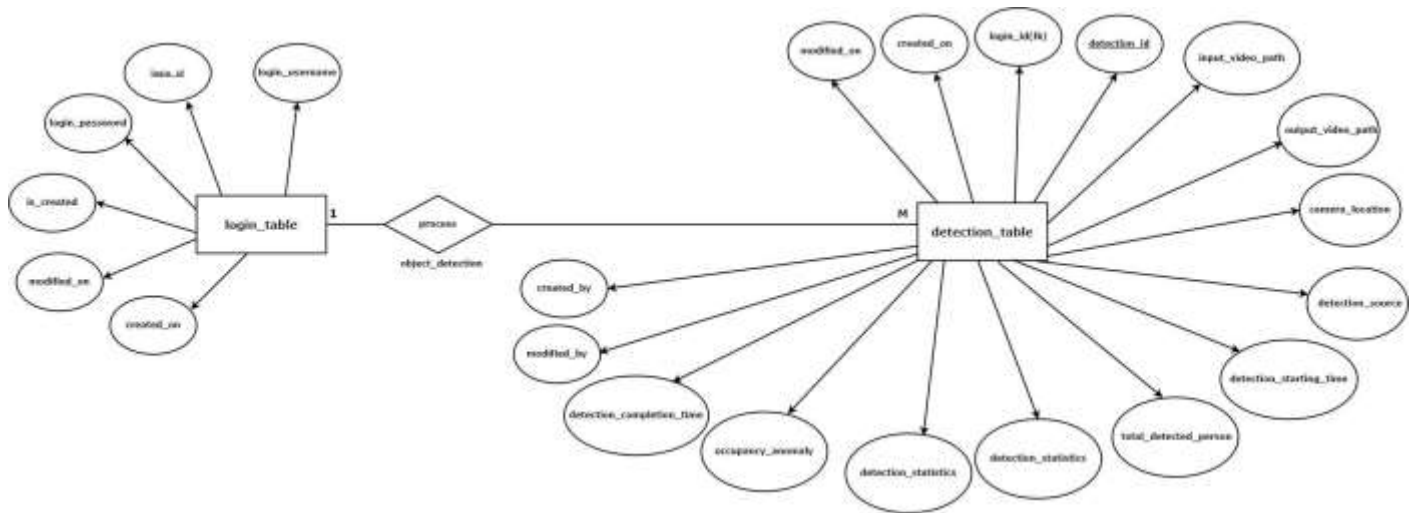 modified_on
created_on
login_id(fk)
detection_id
input_video_path
login_username
login_password
output_video_path
is_created
camera_location
login_table
1
process
M
detection_table
object_detection
modified_on
created_by
detection_source
created_on
modified_by
detection_starting_time
detection_completion_time
total_detected_person
occupancy_anomaly
detection_statistics
detection_statistics